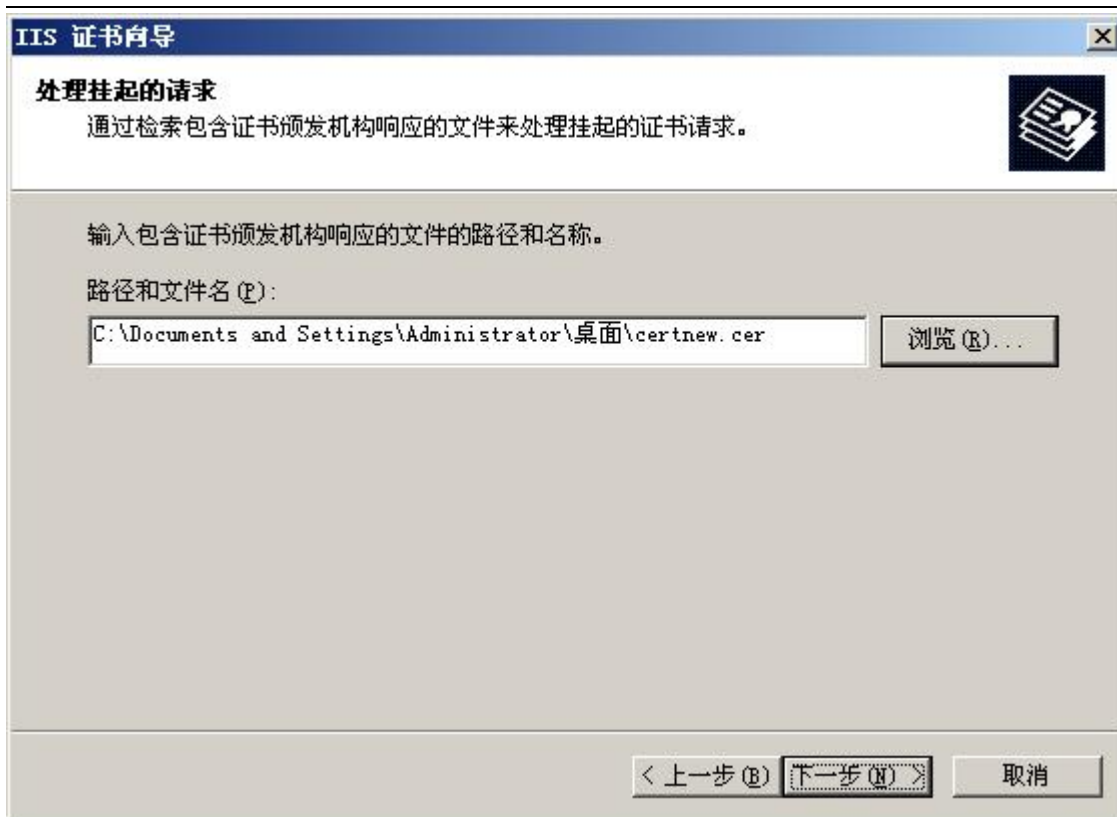 IIS 证书向导
处理挂起的请求
通过检索包含证书颁发机构响应的文件来处理挂起的证书请求。
输入包含证书颁发机构响应的文件的路径和名称。
路径和文件名(P):
C:\Documents and Settings\Administrator\桌面\certnew.cer
浏览(R)...
< 上一步(B)
下一步(N) >
取消